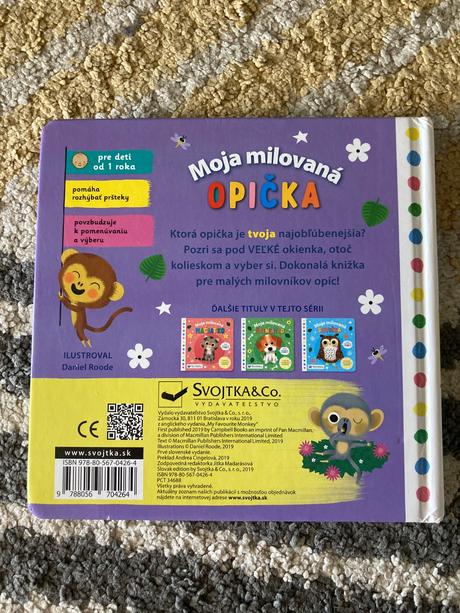 pre deti
od 1 roka
pomáha
rozhýbať pršteky
povzbudzuje
k pomenúvaniu
a výberu
Moja milovaná
OPIČKA
Ktorá opička je tvoja najobľúbenejšia?
Pozri sa pod VEĽKÉ okienka, otoč
kolieskom a vyber si. Dokonalá knižka
pre malých milovníkov opíc!
ĎALŠIE TITULY V TEJTO SÉRII
Moja milovaná
Moja milovaná
Moja milovaná
ILUSTROVAL
Daniel Roode
SVOJTKA&Co.
VYDAVATEĽSTVO
CE
www.svojtka.sk
ISBN 978-80-567-0426-4
9 788056 704264
Vydalo vydavateľstvo Svojtka & Co., s. r. o.,
Zámocká 30, 811 01 Bratislava v roku 2019
z anglického vydania „My Favourite Monkey"
First published 2019 by Campbell Books an imprint of Pan Macmillan,
a division of Macmillan Publishers International Limited.
Text © Macmillan Publishers International Limited, 2019
Illustrations © Daniel Roode, 2019
Prvé slovenské vydanie.
Preklad Andrea Cingelová, 2019
Zodpovedná redaktorka Jitka Madarásová
Slovak edition by Svojtka & Co., s. r. o., 2019
PCT 34688
Všetky práva vyhradené.
Aktuálny zoznam našich publikácií s možnosťou objednávok
nájdete na internetovej adrese www.svojtka.sk